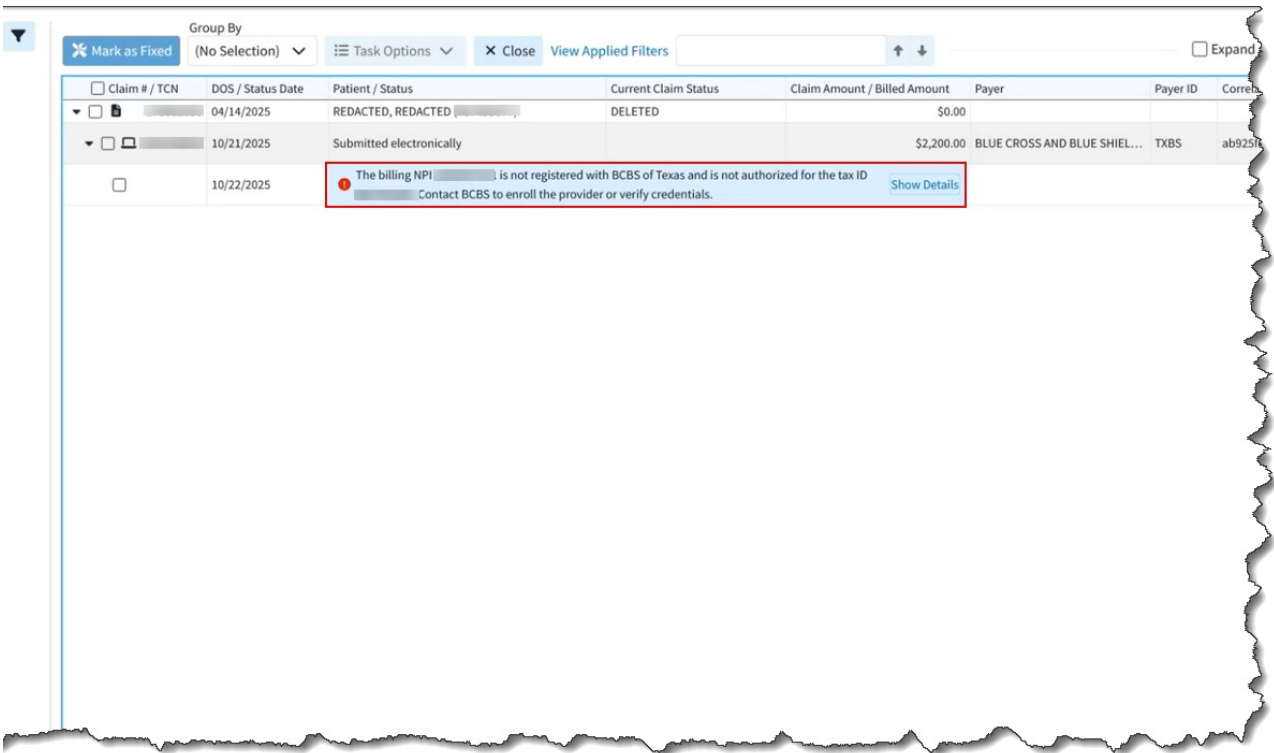 Group By
Mark as Fixed (No Selection) Task Options Close View Applied Filters Expand
Claim # / TCN DOS / Status Date Patient / Status Current Claim Status Claim Amount / Billed Amount Payer Payer ID
04/14/2025 REDACTED, REDACTED DELETED $0.00
10/21/2025 Submitted electronically $2,200.00 BLUE CROSS AND BLUE SHIEL... TXBS
10/22/2025
The billing NPI is not registered with BCBS of Texas and is not authorized for the tax ID
Contact BCBS to enroll the provider or verify credentials.
Show Details